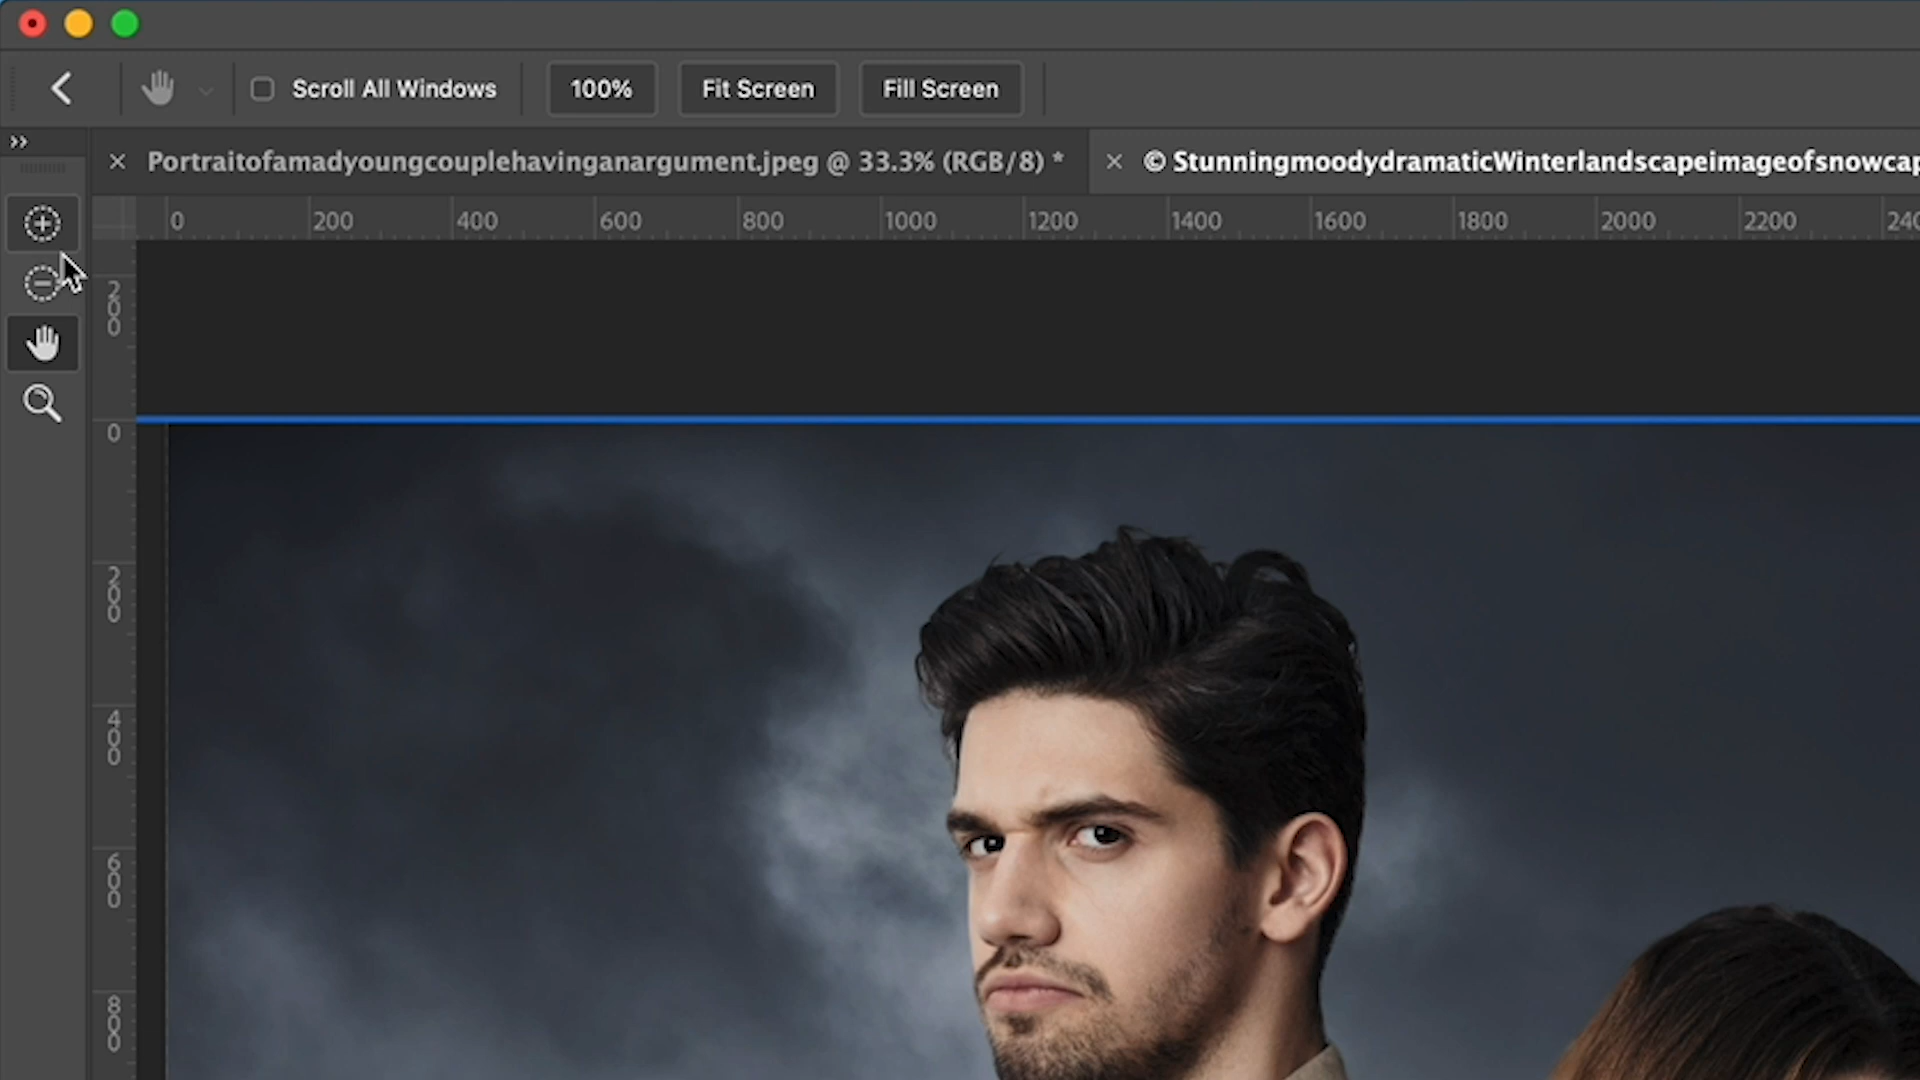 Scroll All Windows 100% Fit Screen Fill Screen
Portraitofamadyoungcouplehavinganargument.jpeg @ 33.3% (RGB/8) * © StunningmoodydramaticWinterlandscapeimageofsnowcap
0 200 400 600 800 1000 1200 1400 1600 1800 2000 2200 240
200
0
200
400
600
800